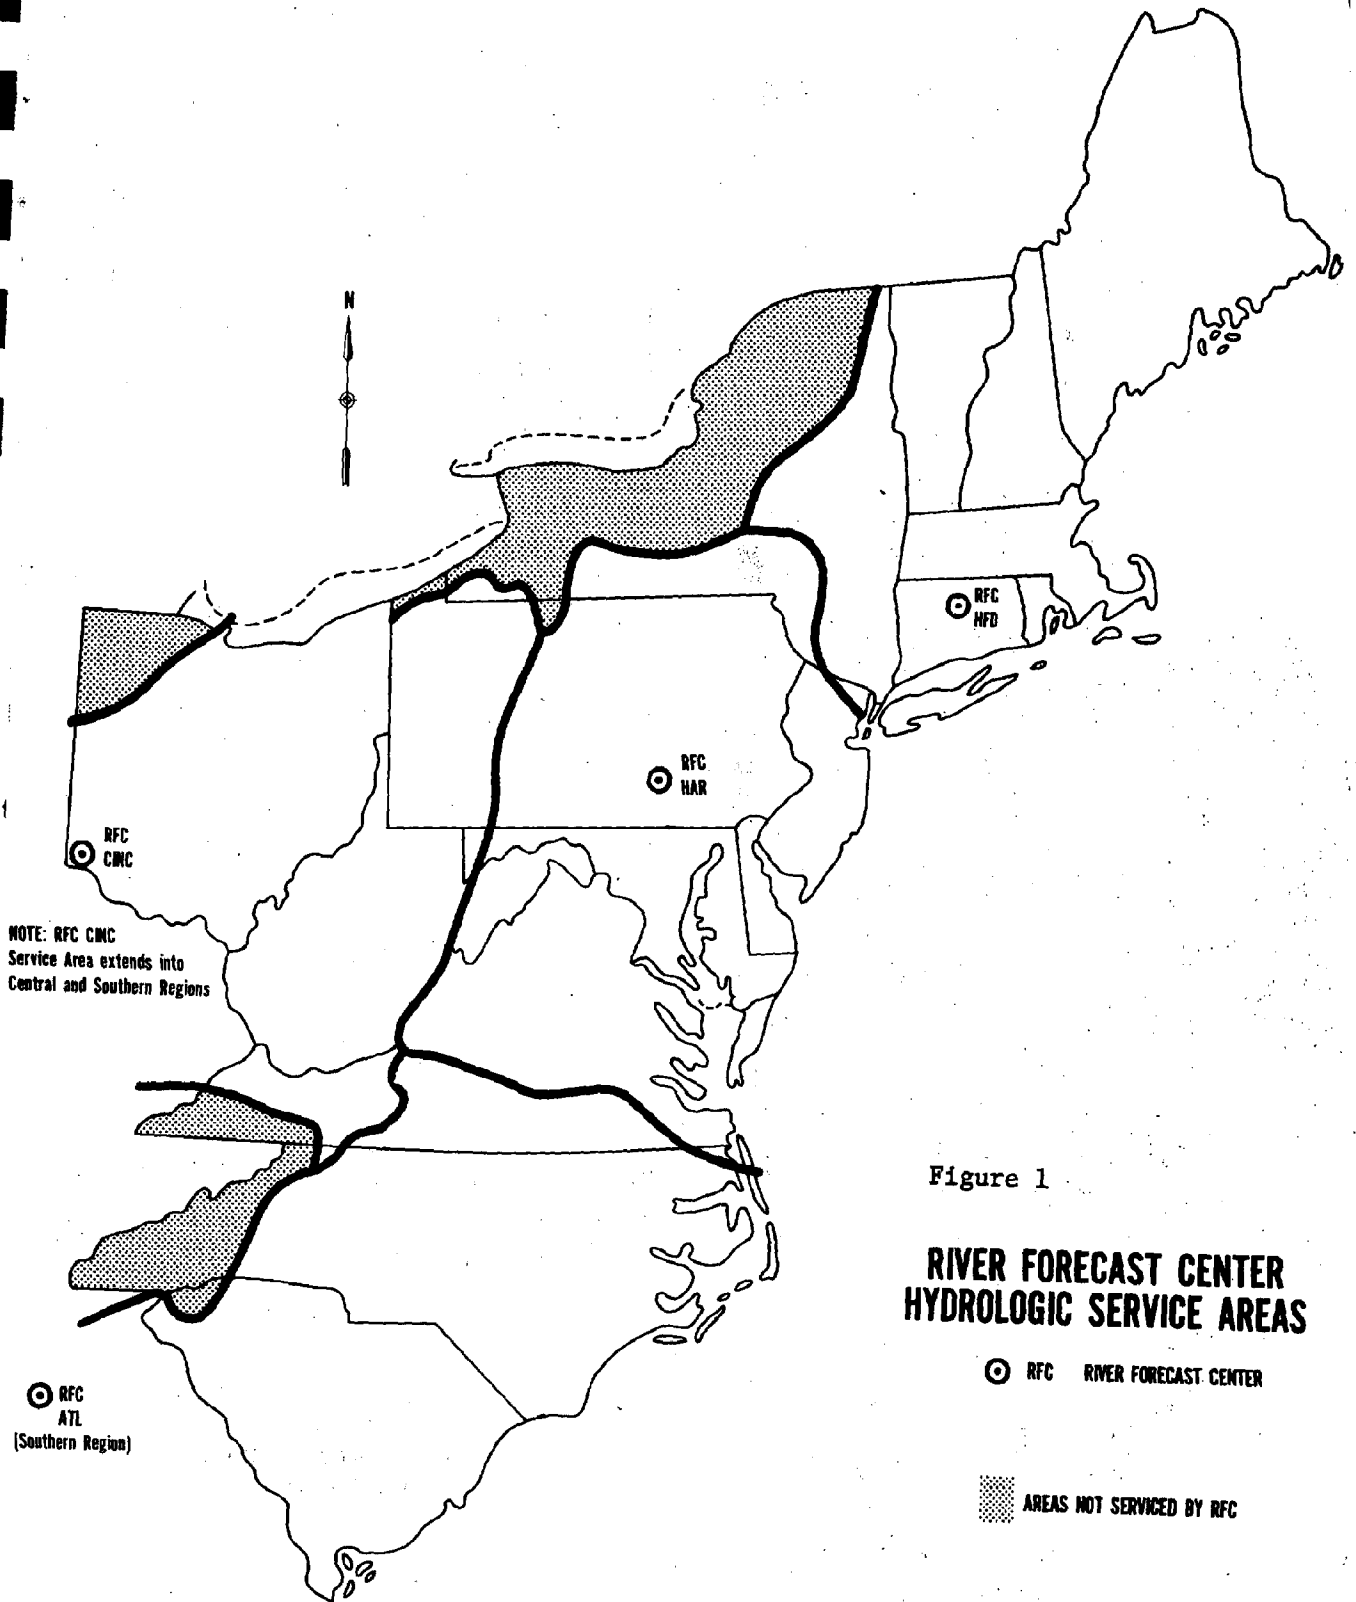 N
RFC
HFD
RFC
HAR
RFC
CINC
NOTE: RFC CINC
Service Area extends into
Central and Southern Regions
Figure 1
RIVER FORECAST CENTER
HYDROLOGIC SERVICE AREAS
RFC RIVER FORECAST CENTER
RFC
ATL
(Southern Region)
AREAS NOT SERVICED BY RFC